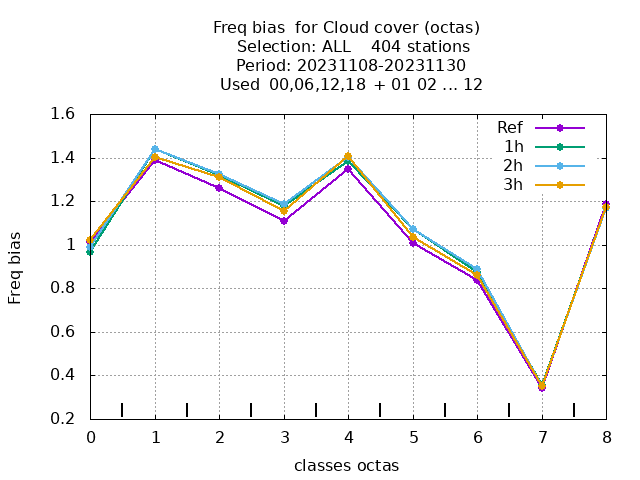 Freq bias  for Cloud cover (octas)
Selection: ALL    404 stations
Period: 20231108-20231130
Used  00,06,12,18  + 01 02 ... 12
1.6
1.4
1.2
1
0.8
0.6
0.4
0.2
Freq bias
Ref
1h
2h
3h
0 1 2 3 4 5 6 7 8
classes octas